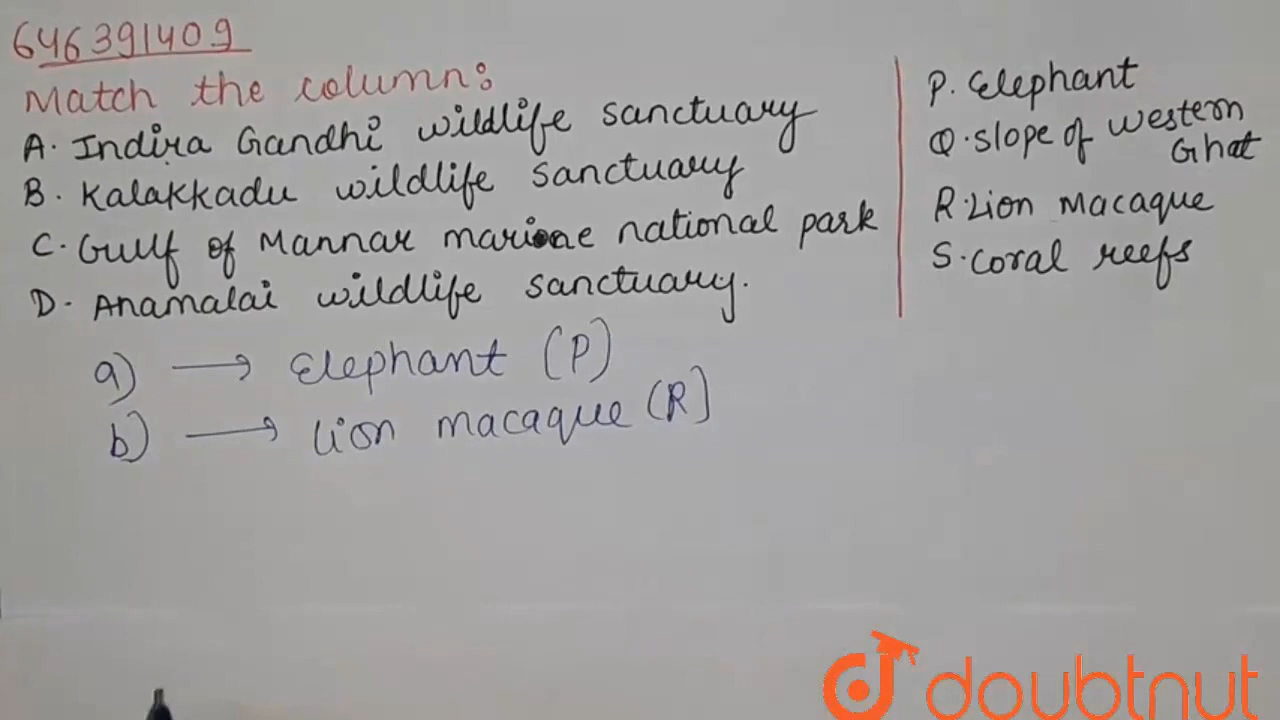 646391409
Match the column:
A. Indira Gandhi wildlife sanctuary
B. Kalakkadu wildlife sanctuary
C. Gulf of Mannar marine national park
D. Anamalai wildlife sanctuary.
P. Elephant
Q. slope of western
Ghat
R. Lion Macaque
S. coral reefs
a) → Elephant (P)
b) → Lion macaque (R)
doubtnut